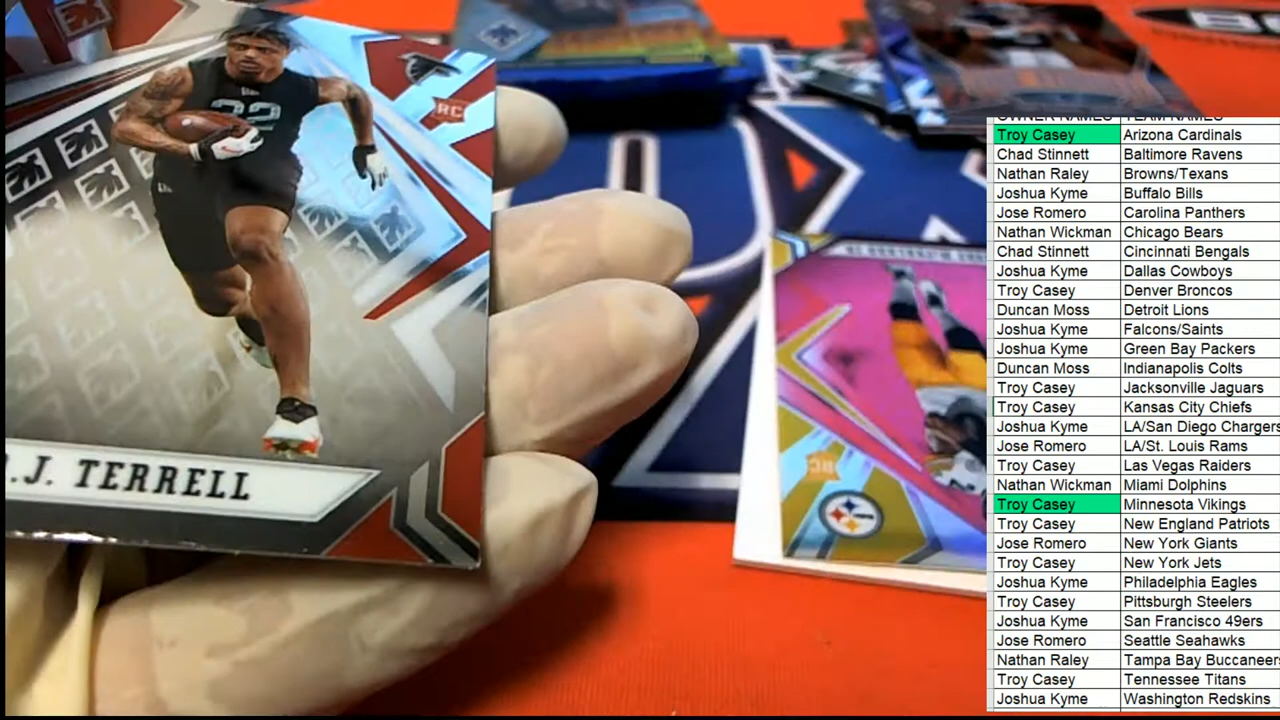 22
RC
.J. TERRELL
OWNER NAMES TEAM NAMES
Troy Casey Arizona Cardinals
Chad Stinnett Baltimore Ravens
Nathan Raley Browns/Texans
Joshua Kyme Buffalo Bills
Jose Romero Carolina Panthers
Nathan Wickman Chicago Bears
Chad Stinnett Cincinnati Bengals
Joshua Kyme Dallas Cowboys
Troy Casey Denver Broncos
Duncan Moss Detroit Lions
Joshua Kyme Falcons/Saints
Joshua Kyme Green Bay Packers
Duncan Moss Indianapolis Colts
Troy Casey Jacksonville Jaguars
Troy Casey Kansas City Chiefs
Joshua Kyme LA/San Diego Chargers
Jose Romero LA/St. Louis Rams
Troy Casey Las Vegas Raiders
Nathan Wickman Miami Dolphins
Troy Casey Minnesota Vikings
Troy Casey New England Patriots
Jose Romero New York Giants
Troy Casey New York Jets
Joshua Kyme Philadelphia Eagles
Troy Casey Pittsburgh Steelers
Joshua Kyme San Francisco 49ers
Jose Romero Seattle Seahawks
Nathan Raley Tampa Bay Buccaneers
Troy Casey Tennessee Titans
Joshua Kyme Washington Redskins
RC
Steelers